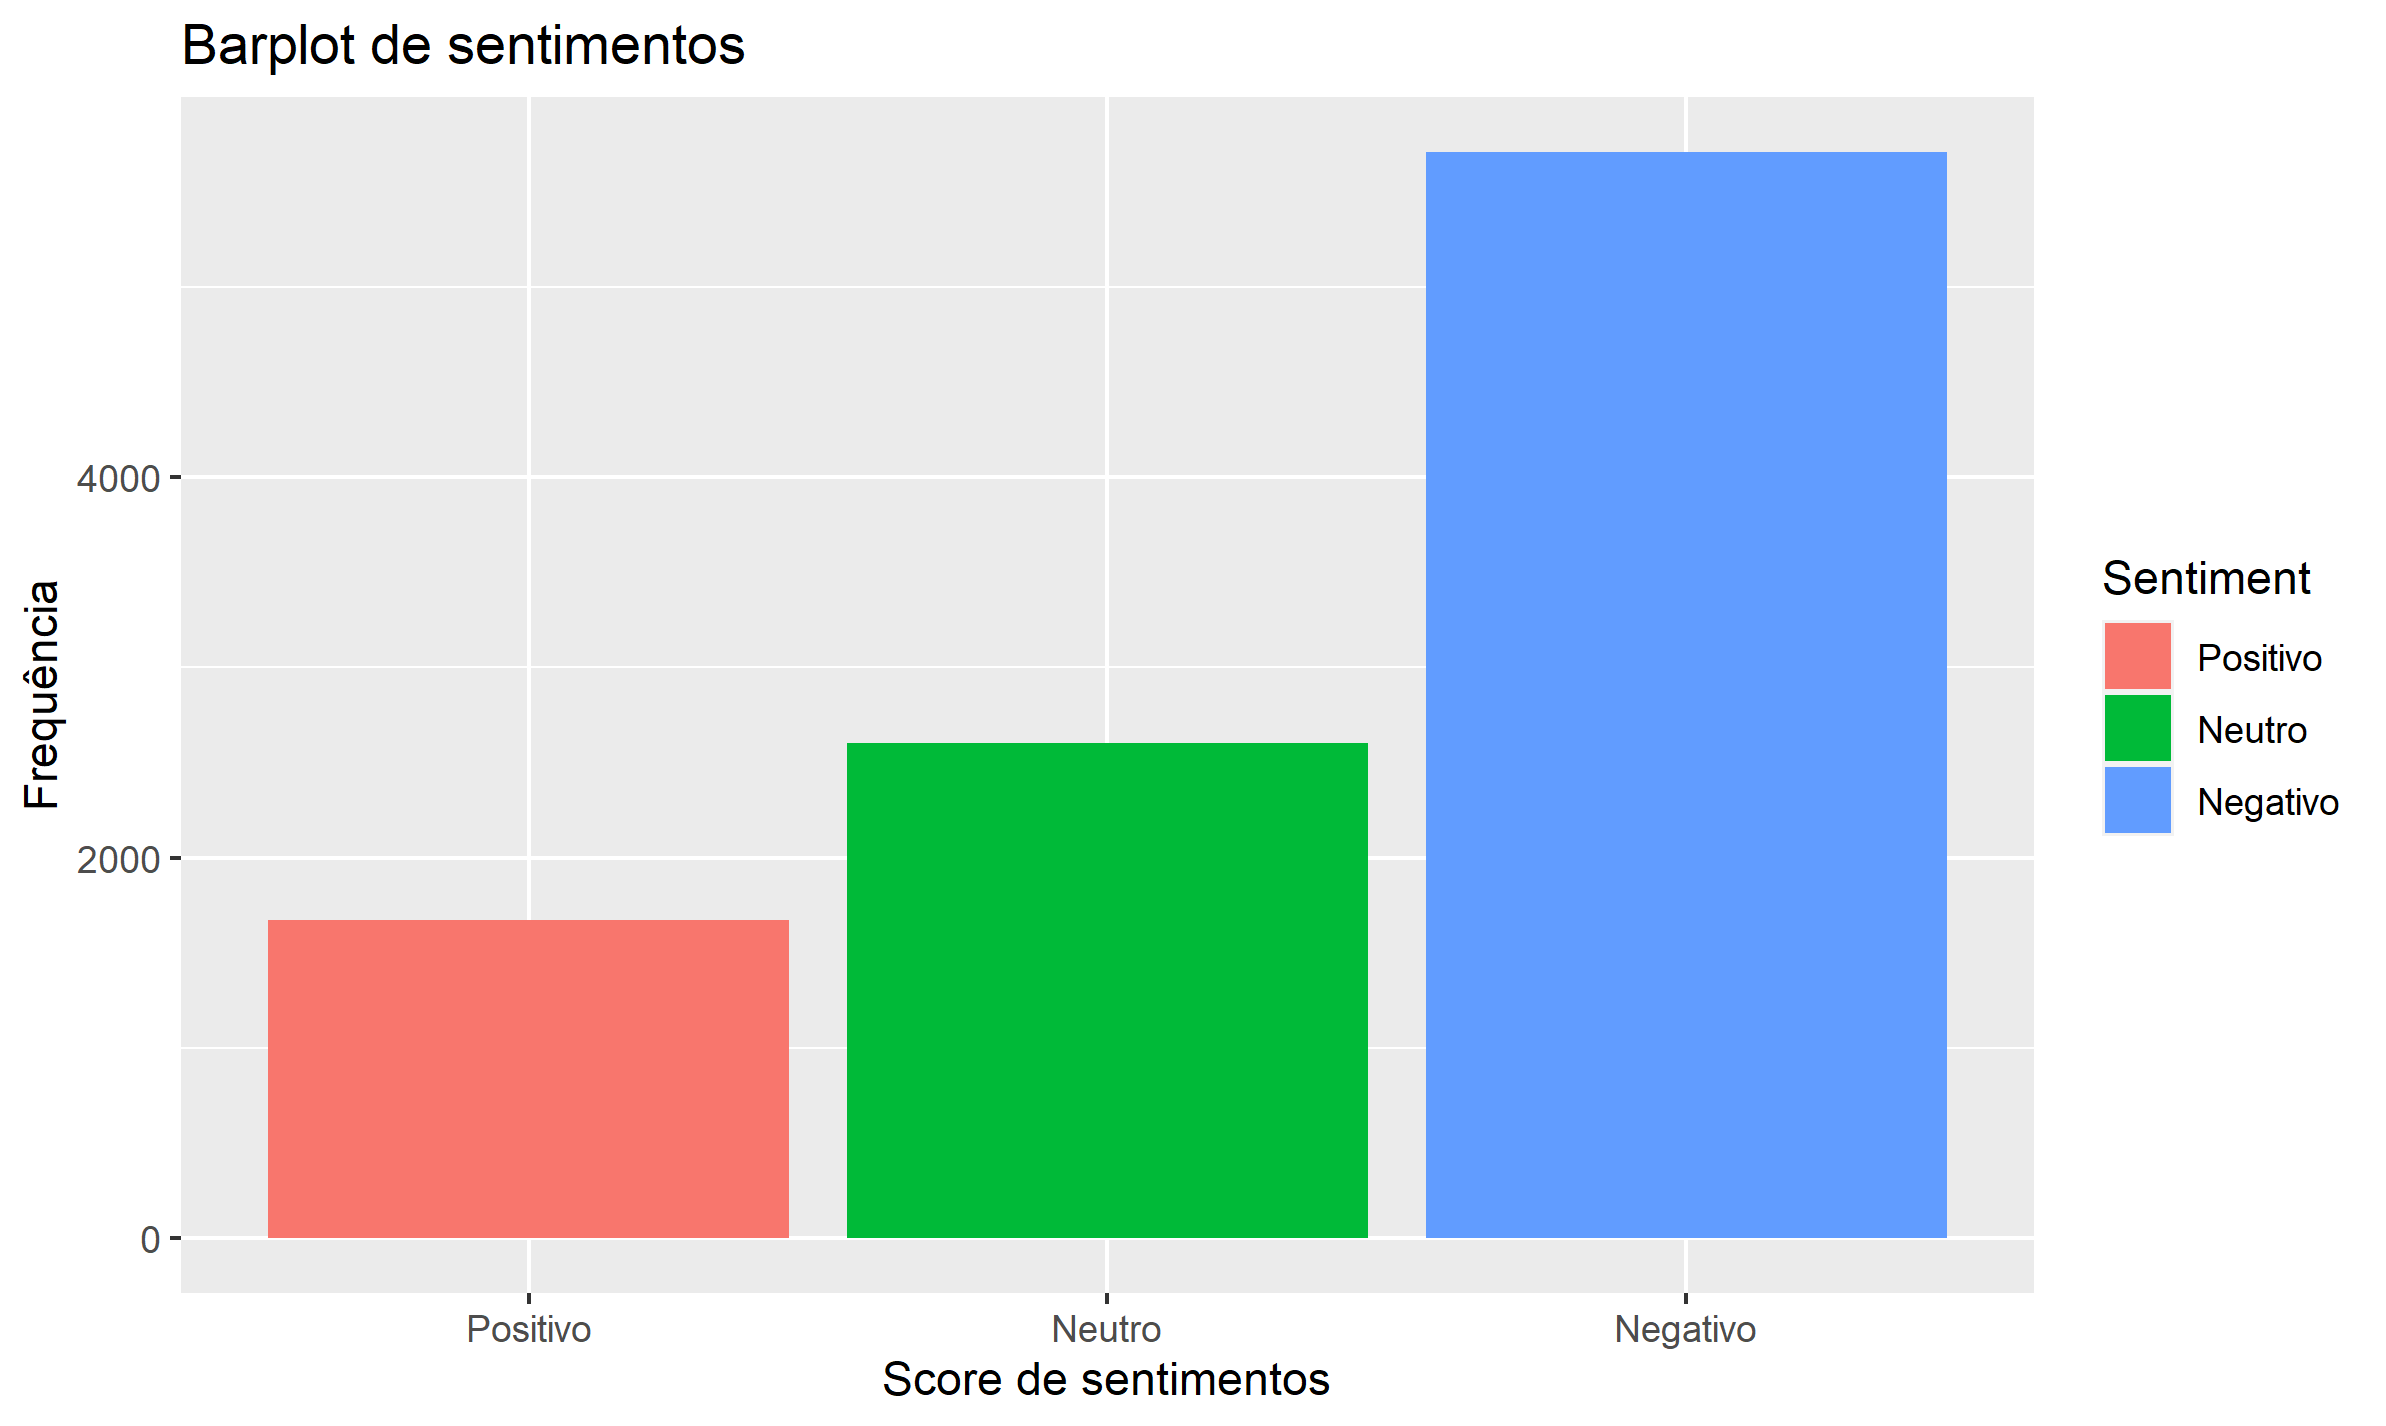 Barplot de sentimentos
Frequência
4000
2000
0
Positivo
Neutro
Negativo
Score de sentimentos
Sentiment
Positivo
Neutro
Negativo